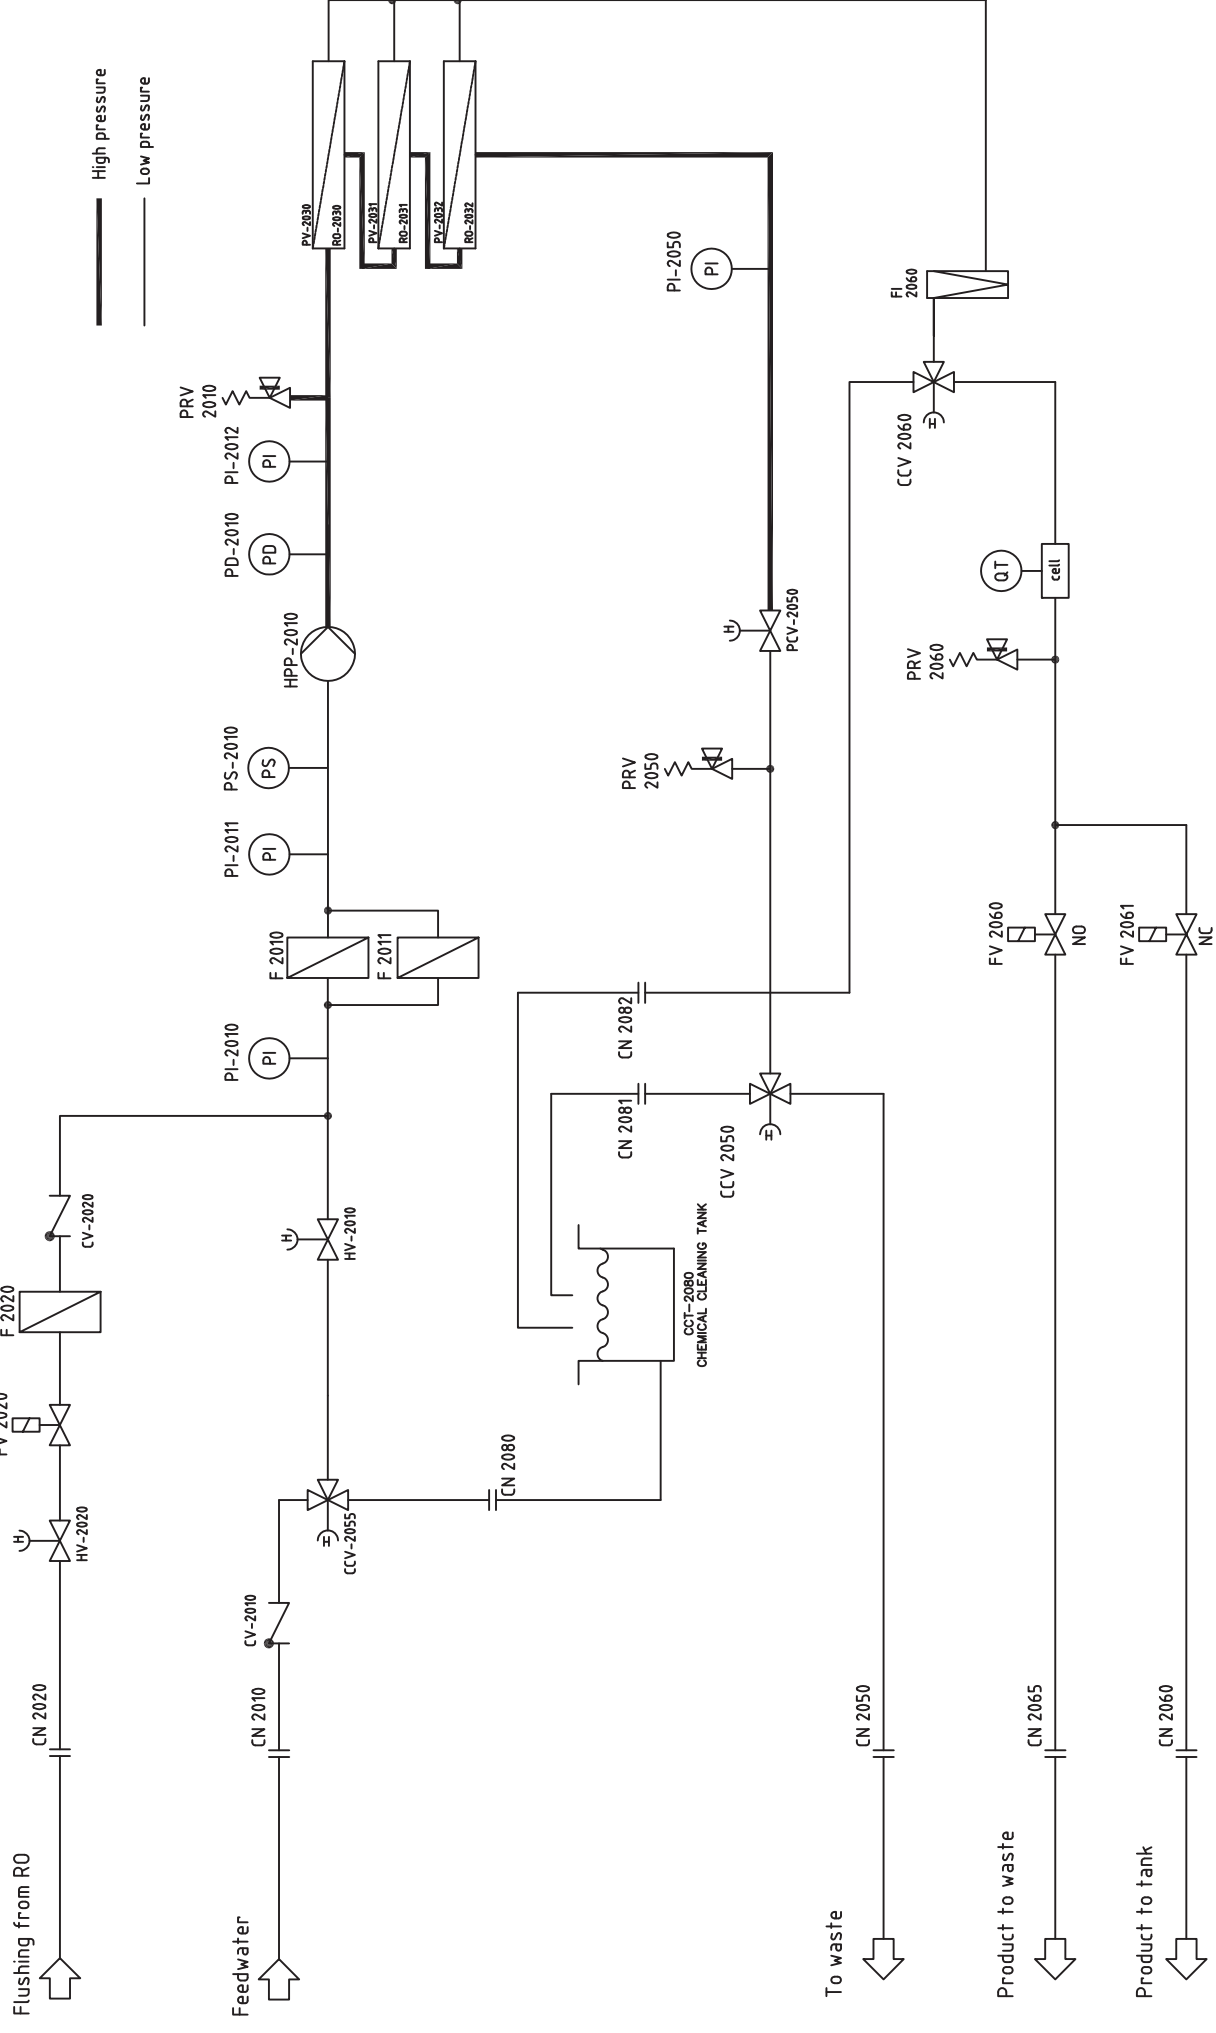 Flushing from RO
CN 2020
HV-2020
H
FV 2020
F 2020
CV-2020
Feedwater
CN 2010
CV-2010
CCV-2055
H
HV-2010
H
PI-2010
PI
F 2010
F 2011
PI-2011
PI
PS-2010
PS
HPP-2010
PD-2010
PD
PI-2012
PI
PRV
2010
High pressure
Low pressure
PV-2030
RO-2030
PV-2031
RO-2031
PV-2032
RO-2032
CN 2080
CCT-2080
CHEMICAL CLEANING TANK
CN 2081
CN 2082
CCV 2050
H
PRV
2050
PCV-2050
H
PI-2050
PI
To waste
CN 2050
FI
2060
CCV 2060
H
QT
cell
PRV
2060
FV 2060
NO
FV 2061
NC
Product to waste
CN 2065
Product to tank
CN 2060